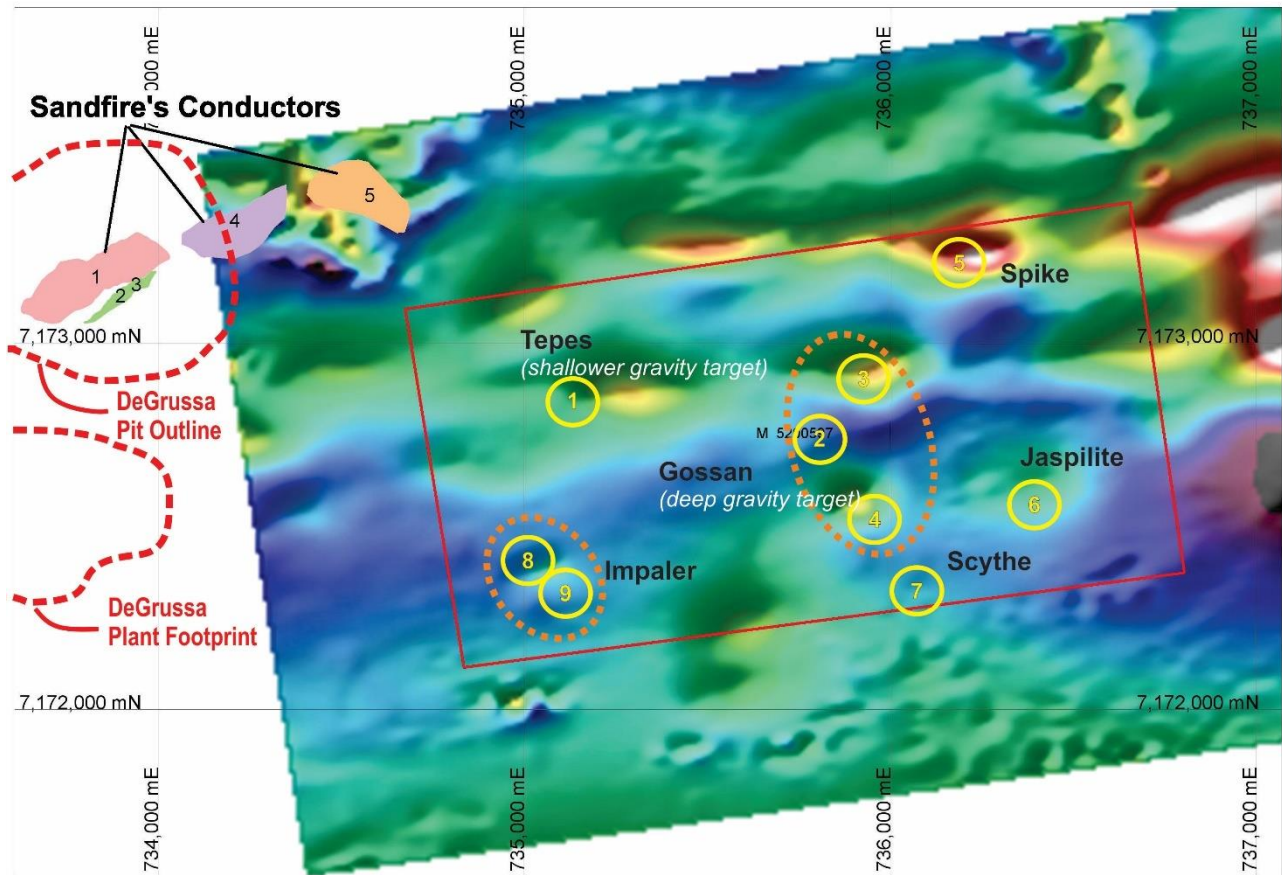 734,000 mE
735,000 mE
736,000 mE
737,000 mE
Sandfire's Conductors
5
4
1
2
3
5
Spike
7,173,000 mN
7,173,000 mN
Tepes
(shallower gravity target)
3
DeGrussa
Pit Outline
1
2
Gossan
(deep gravity target)
Jaspilite
4
6
8
Impaler
Scythe
9
7
DeGrussa
Plant Footprint
7,172,000 mN
7,172,000 mN
734,000 mE
735,000 mE
736,000 mE
737,000 mE